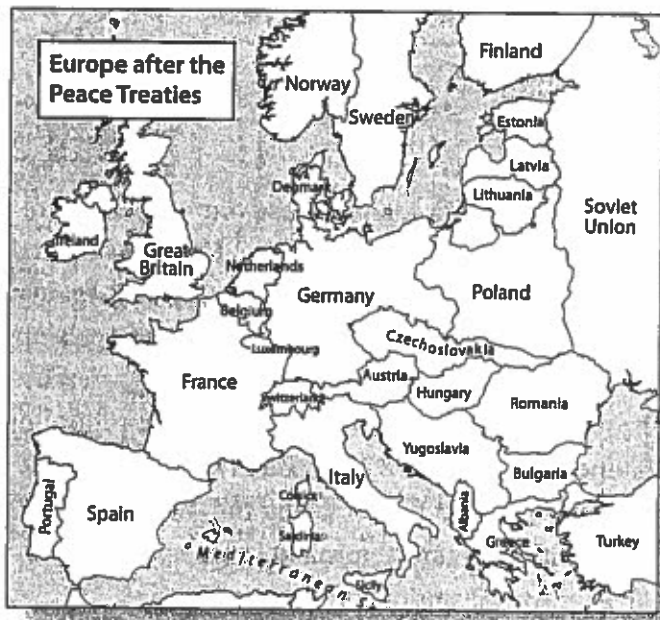 Europe after the
Peace Treaties
Finland
Norway
Sweden
Estonia
Latvia
Denmark
Lithuania
Soviet
Union
Ireland
Great
Britain
Netherlands
Germany
Poland
Belgium
Czechoslovakia
Luxembourg
France
Austria
Switzerland
Hungary
Romania
Yugoslavia
Italy
Bulgaria
Portugal
Spain
Corsica
Albania
Sardinia
Greece
Turkey
Mediterranean S.
Sicily